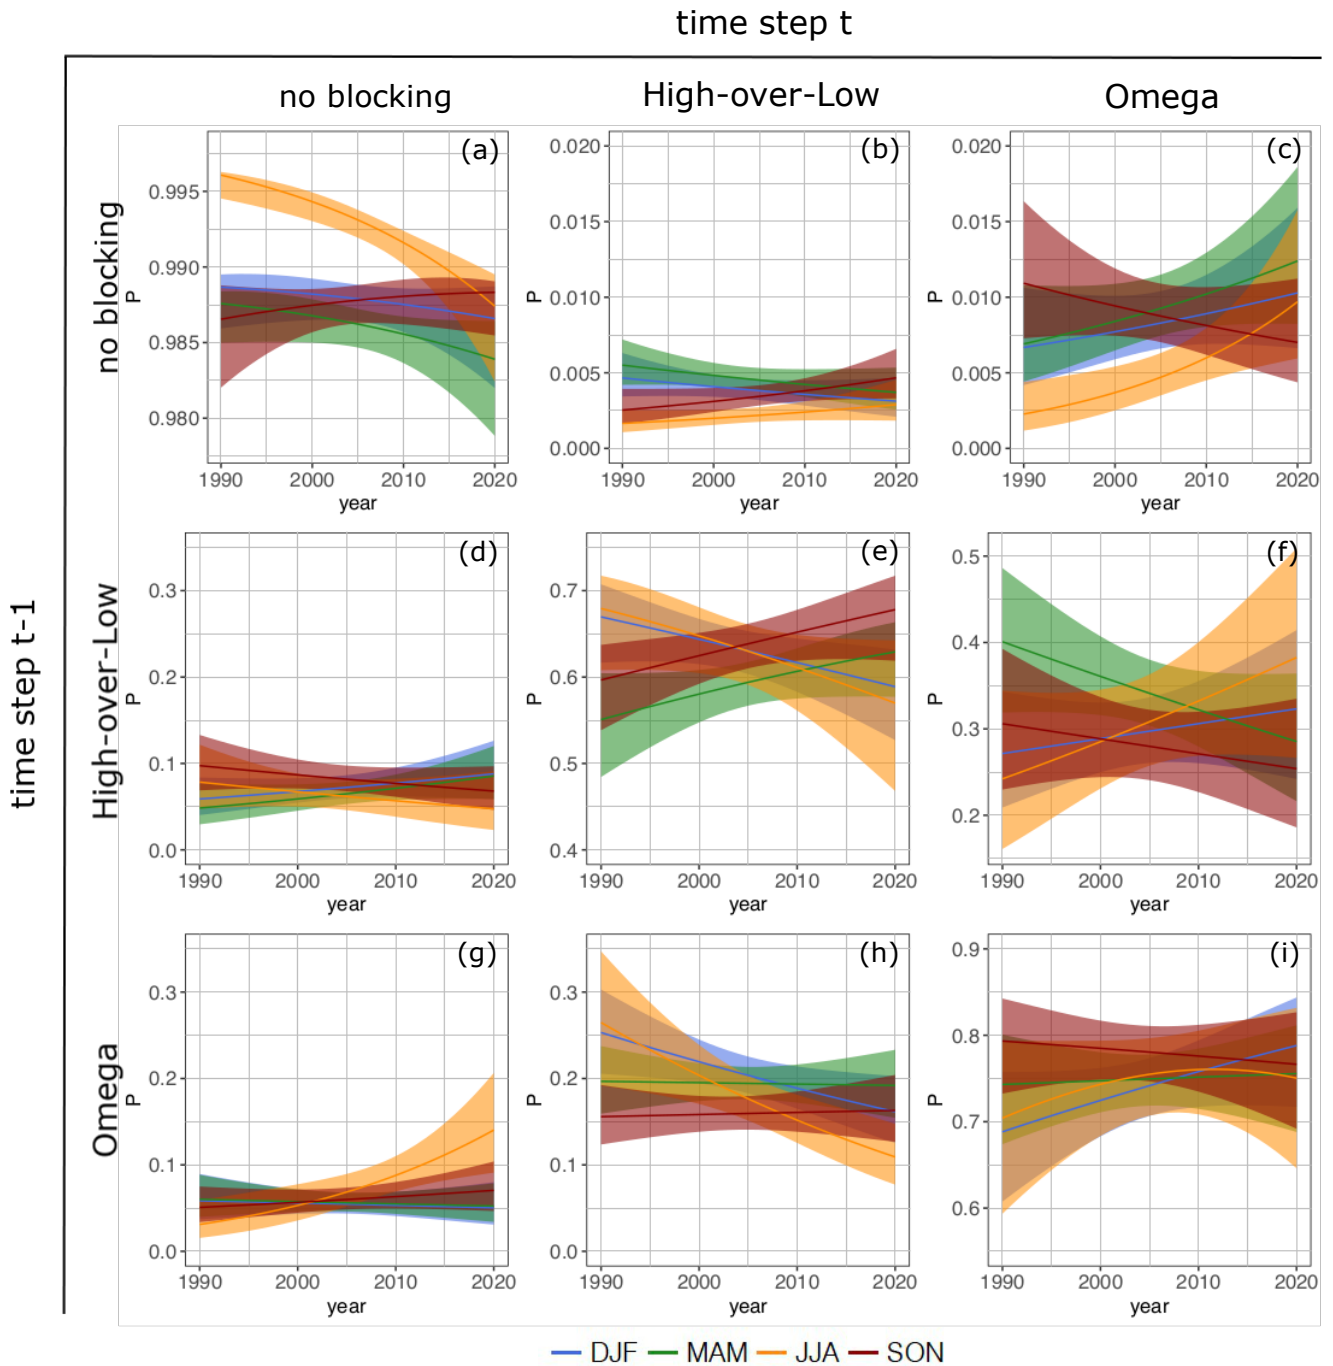 time step t
no blocking High-over-Low Omega
time step t-1
no blocking
(a)
P
0.995
0.990
0.985
0.980
1990 2000 2010 2020
year
(b)
P
0.020
0.015
0.010
0.005
0.000
1990 2000 2010 2020
year
(c)
P
0.020
0.015
0.010
0.005
0.000
1990 2000 2010 2020
year
High-over-Low
(d)
P
0.3
0.2
0.1
0.0
1990 2000 2010 2020
year
(e)
P
0.7
0.6
0.5
0.4
1990 2000 2010 2020
year
(f)
P
0.5
0.4
0.3
0.2
1990 2000 2010 2020
year
Omega
(g)
P
0.3
0.2
0.1
0.0
1990 2000 2010 2020
year
(h)
P
0.3
0.2
0.1
0.0
1990 2000 2010 2020
year
(i)
P
0.9
0.8
0.7
0.6
1990 2000 2010 2020
year
DJF MAM JJA SON